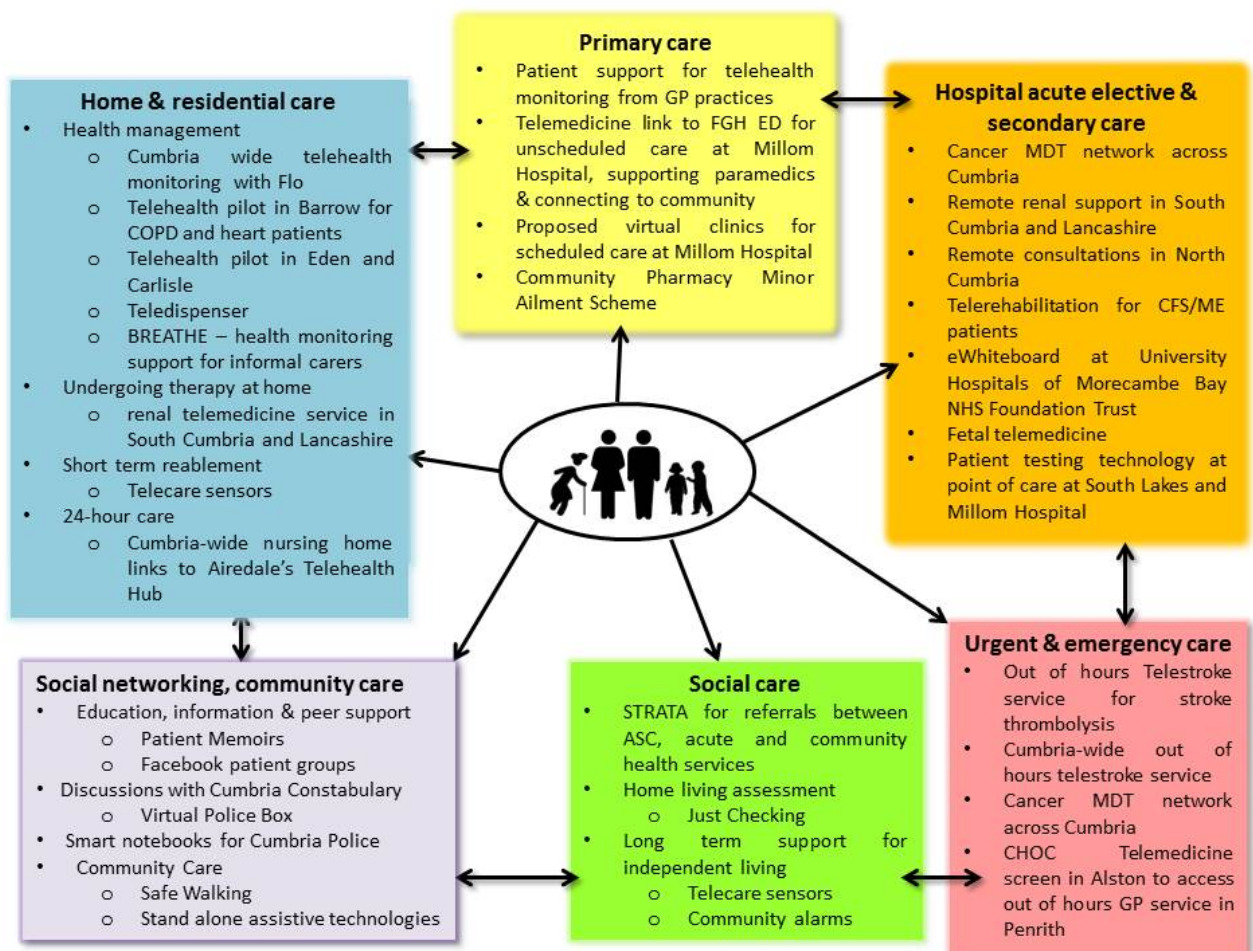 Primary care
• Patient support for telehealth
monitoring from GP practices
• Telemedicine link to FGH ED for
unscheduled care at Millom
Hospital, supporting paramedics
& connecting to community
• Proposed virtual clinics for
scheduled care at Millom Hospital
• Community Pharmacy Minor
Ailment Scheme
Home & residential care
• Health management
o Cumbria wide telehealth
monitoring with Flo
o Telehealth pilot in Barrow for
COPD and heart patients
o Telehealth pilot in Eden and
Carlisle
o Teledispenser
o BREATHE – health monitoring
support for informal carers
• Undergoing therapy at home
o renal telemedicine service in
South Cumbria and Lancashire
• Short term reablement
o Telecare sensors
• 24-hour care
o Cumbria-wide nursing home
links to Airedale's Telehealth
Hub
Hospital acute elective &
secondary care
• Cancer MDT network across
Cumbria
• Remote renal support in South
Cumbria and Lancashire
• Remote consultations in North
Cumbria
• Telerehabilitation for CFS/ME
patients
• eWhiteboard at University
Hospitals of Morecambe Bay
NHS Foundation Trust
• Fetal telemedicine
• Patient testing technology at
point of care at South Lakes and
Millom Hospital
Social networking, community care
• Education, information & peer support
o Patient Memoirs
o Facebook patient groups
• Discussions with Cumbria Constabulary
o Virtual Police Box
• Smart notebooks for Cumbria Police
• Community Care
o Safe Walking
o Stand alone assistive technologies
Social care
• STRATA for referrals between
ASC, acute and community
health services
• Home living assessment
o Just Checking
• Long term support for
independent living
o Telecare sensors
o Community alarms
Urgent & emergency care
• Out of hours Telestroke
service for stroke
thrombolysis
• Cumbria-wide out of
hours telestroke service
• Cancer MDT network
across Cumbria
• CHOC Telemedicine
screen in Alston to access
out of hours GP service in
Penrith